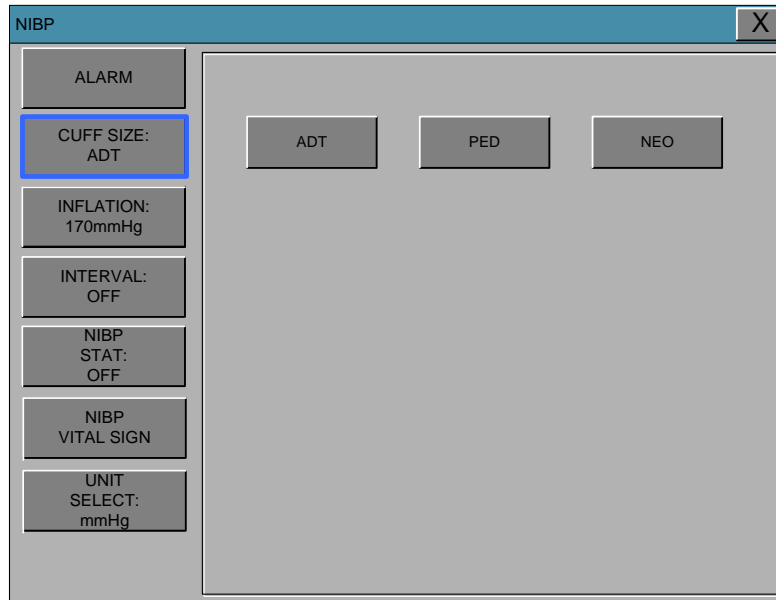 NIBP
X
ALARM
CUFF SIZE:
ADT
ADT
PED
NEO
INFLATION:
170mmHg
INTERVAL:
OFF
NIBP
STAT:
OFF
NIBP
VITAL SIGN
UNIT
SELECT:
mmHg